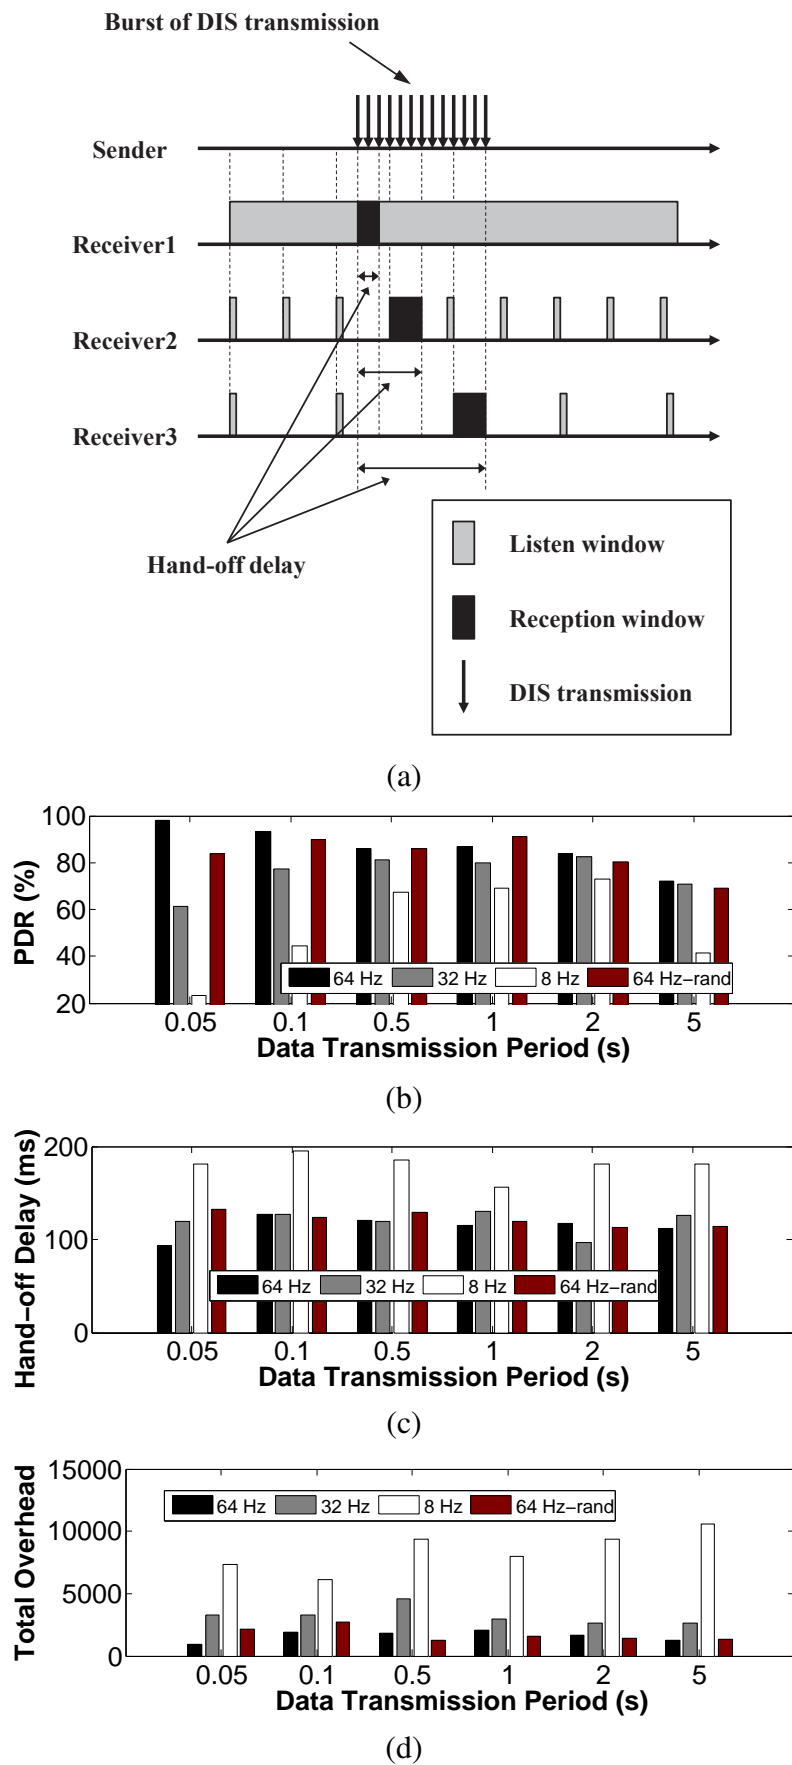 Burst of DIS transmission
Sender
Receiver1
Receiver2
Receiver3
Hand-off delay
Listen window
Reception window
DIS transmission
(a)
PDR (%)
100
80
60
40
20
64 Hz 32 Hz 8 Hz 64 Hz−rand
0.05 0.1 0.5 1 2 5
Data Transmission Period (s)
(b)
Hand−off Delay (ms)
200
100
0
64 Hz 32 Hz 8 Hz 64 Hz−rand
0.05 0.1 0.5 1 2 5
Data Transmission Period (s)
(c)
Total Overhead
15000
10000
5000
0
64 Hz 32 Hz 8 Hz 64 Hz−rand
0.05 0.1 0.5 1 2 5
Data Transmission Period (s)
(d)